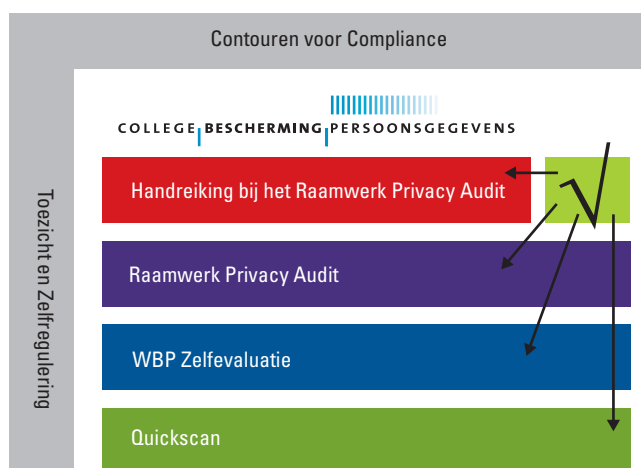 Contouren voor Compliance
Toezicht en Zelfregulering
COLLEGE BESCHERMING PERSOONSGEGEVENS
Handreiking bij het Raamwerk Privacy Audit
Raamwerk Privacy Audit
WBP Zelfevaluatie
Quickscan